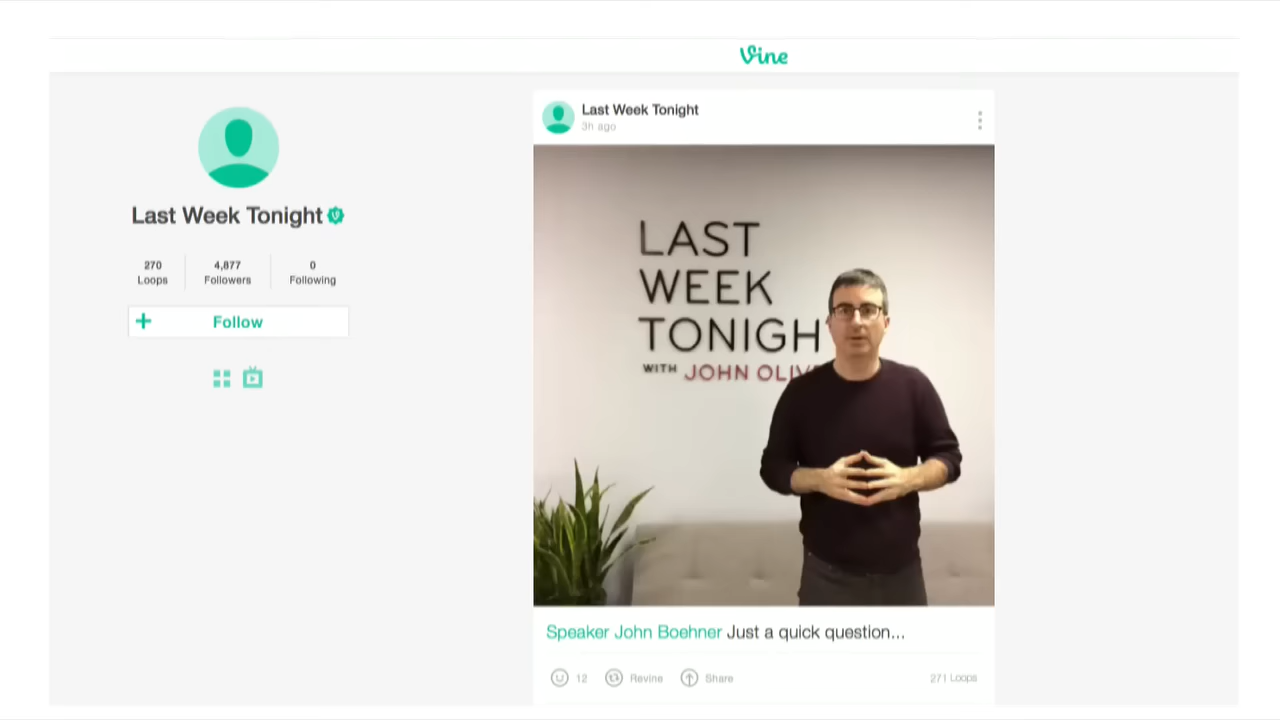 Vine
Last Week Tonight
3h ago
Last Week Tonight
270
Loops
4,877
Followers
0
Following
+ Follow
LAST
WEEK
TONIGH
WITH JOHN OLIV
Speaker John Boehner Just a quick question...
12
Revine
Share
271 Loops